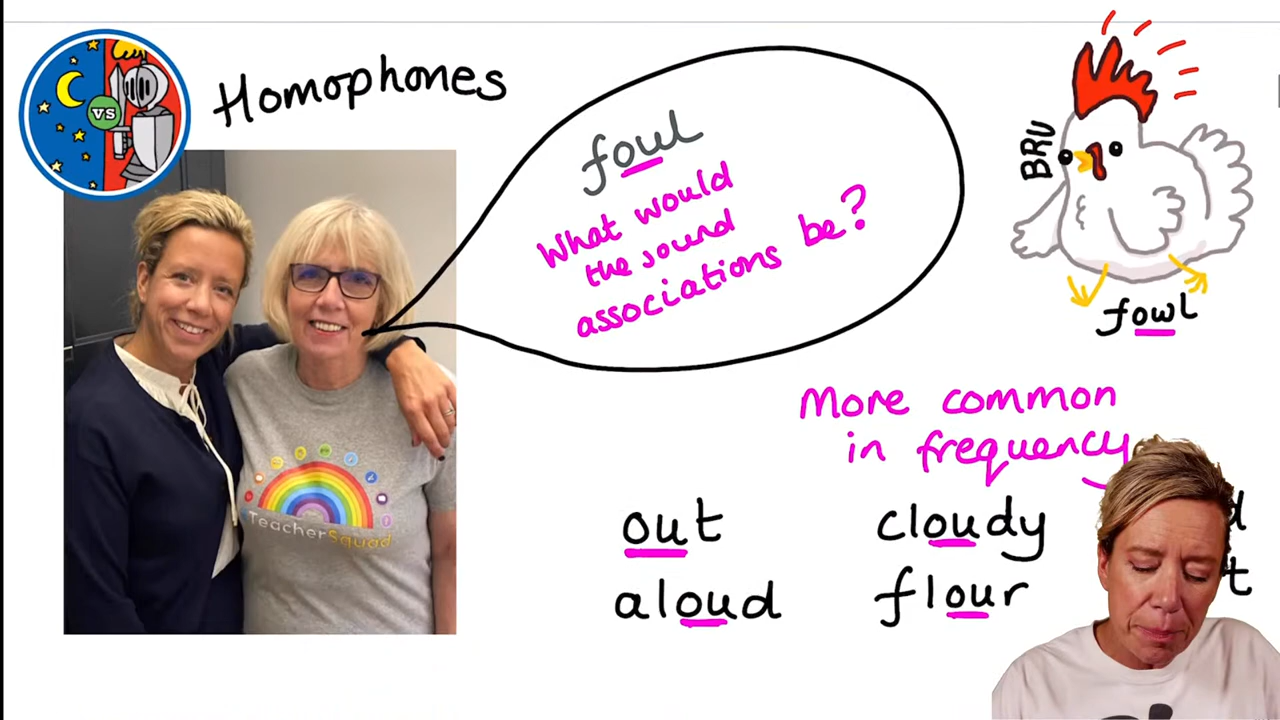 vs
Homophones
foul
What would
the sound
associations be?
BRU
fowl
More common
in frequency
out
cloudy
aloud
flour
TeacherSquad